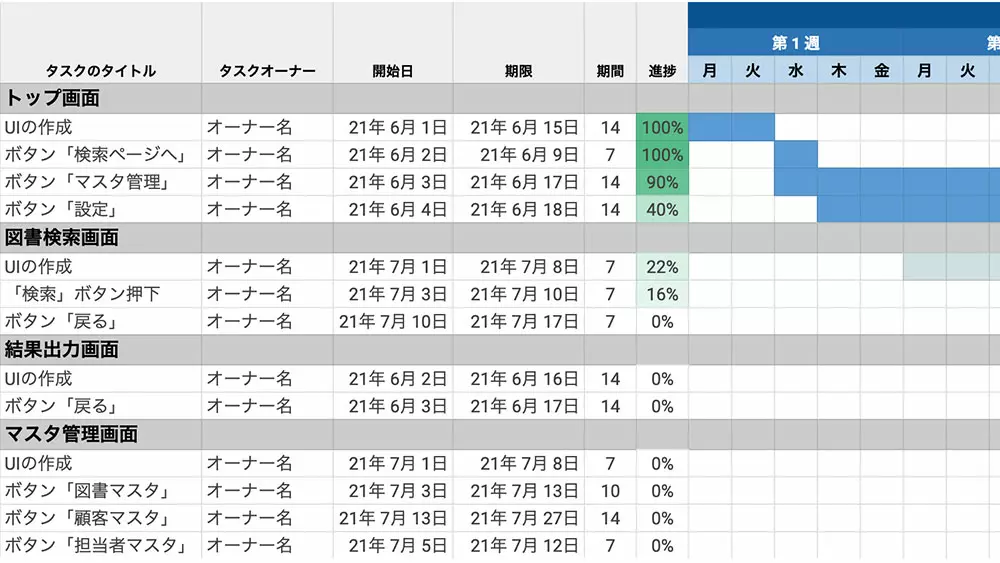 第1週 第
タスクのタイトル タスクオーナー 開始日 期限 期間 進捗 月 火 水 木 金 月 火
トップ画面
UIの作成 オーナー名 21年 6月 1日 21年 6月 15日 14 100%
ボタン「検索ページへ」 オーナー名 21年 6月 2日 21年 6月 9日 7 100%
ボタン「マスタ管理」 オーナー名 21年 6月 3日 21年 6月 17日 14 90%
ボタン「設定」 オーナー名 21年 6月 4日 21年 6月 18日 14 40%
図書検索画面
UIの作成 オーナー名 21年 7月 1日 21年 7月 8日 7 22%
「検索」ボタン押下 オーナー名 21年 7月 3日 21年 7月 10日 7 16%
ボタン「戻る」 オーナー名 21年 7月 10日 21年 7月 17日 7 0%
結果出力画面
UIの作成 オーナー名 21年 6月 2日 21年 6月 16日 14 0%
ボタン「戻る」 オーナー名 21年 6月 3日 21年 6月 17日 14 0%
マスタ管理画面
UIの作成 オーナー名 21年 7月 1日 21年 7月 8日 7 0%
ボタン「図書マスタ」 オーナー名 21年 7月 3日 21年 7月 13日 10 0%
ボタン「顧客マスタ」 オーナー名 21年 7月 13日 21年 7月 27日 14 0%
ボタン「担当者マスタ」 オーナー名 21年 7月 5日 21年 7月 12日 7 0%